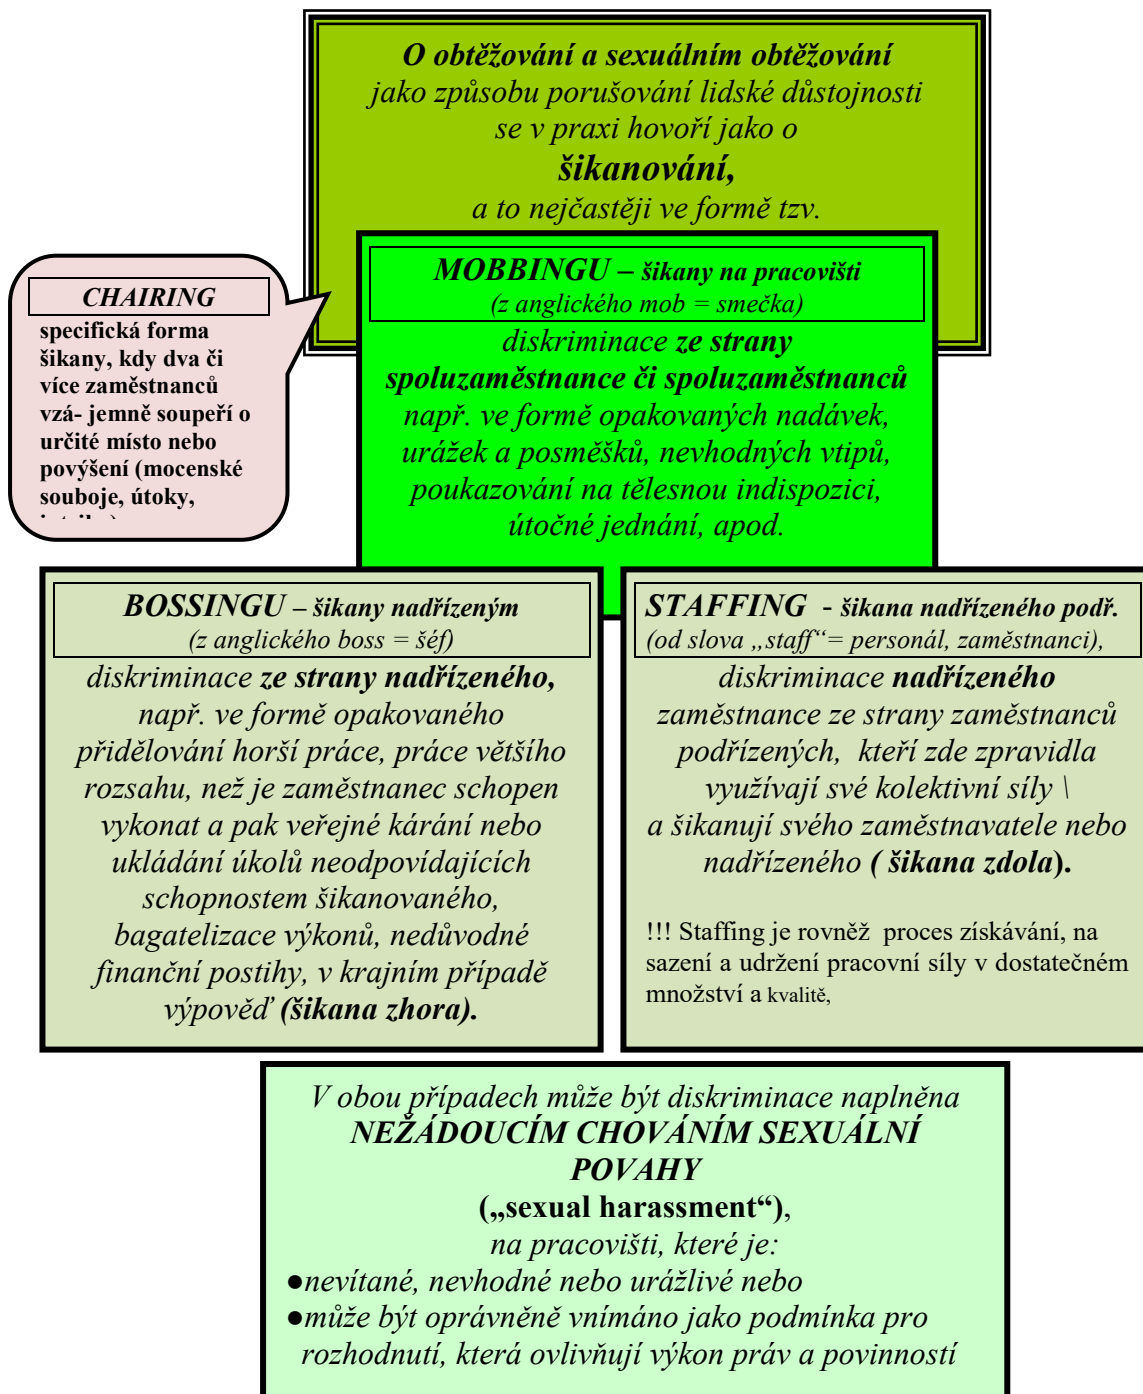 O obtěžování a sexuálním obtěžování
jako způsobu porušování lidské důstojnosti
se v praxi hovoří jako o
šikanování,
a to nejčastěji ve formě tzv.
MOBBINGU – šikany na pracovišti
(z anglického mob = smečka)
diskriminace ze strany
spoluzaměstnance či spoluzaměstnanců
např. ve formě opakovaných nadávek,
urážek a posměšků, nevhodných vtipů,
poukazování na tělesnou indispozici,
útočné jednání, apod.
CHAIRING
specifická forma
šikany, kdy dva či
více zaměstnanců
vzá- jemně soupeří o
určité místo nebo
povýšení (mocenské
souboje, útoky,
BOSSINGU – šikany nadřízeným
(z anglického boss = šéf)
diskriminace ze strany nadřízeného,
např. ve formě opakovaného
přidělování horší práce, práce většího
rozsahu, než je zaměstnanec schopen
vykonat a pak veřejné kárání nebo
ukládání úkolů neodpovídajících
schopnostem šikanovaného,
bagatelizace výkonů, nedůvodné
finanční postihy, v krajním případě
výpověď (šikana zhora).
STAFFING - šikana nadřízeného podř.
(od slova „staff“= personál, zaměstnanci),
diskriminace nadřízeného
zaměstnance ze strany zaměstnanců
podřízených, kteří zde zpravidla
využívají své kolektivní síly \
a šikanují svého zaměstnavatele nebo
nadřízeného ( šikana zdola).
!!! Staffing je rovněž proces získávání, na
sazení a udržení pracovní síly v dostatečném
množství a kvalitě,
V obou případech může být diskriminace naplněna
NEŽÁDOUCÍM CHOVÁNÍM SEXUÁLNÍ
POVAHY
(„sexual harassment“),
na pracovišti, které je:
●nevítané, nevhodné nebo urážlivé nebo
●může být oprávněně vnímáno jako podmínka pro
rozhodnutí, která ovlivňují výkon práv a povinností